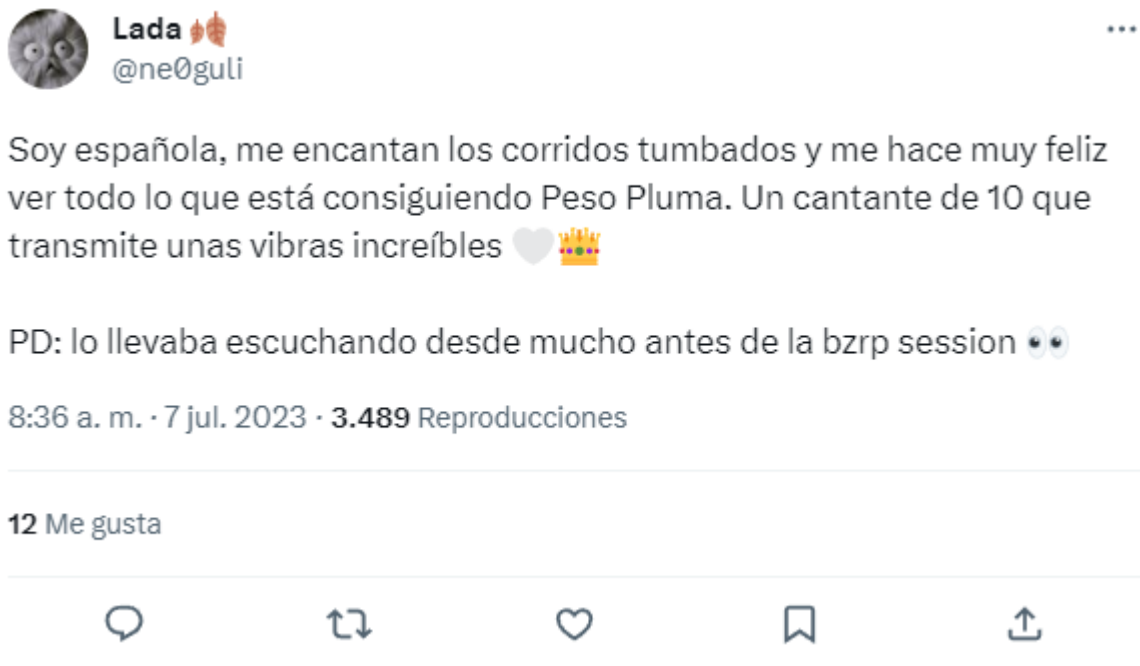 Lada 🍂
@ne0guli
Soy española, me encantan los corridos tumbados y me hace muy feliz
ver todo lo que está consiguiendo Peso Pluma. Un cantante de 10 que
transmite unas vibras increíbles 🤍👑
PD: lo llevaba escuchando desde mucho antes de la bzrp session 👀
8:36 a. m. · 7 jul. 2023 · 3.489 Reproducciones
12 Me gusta